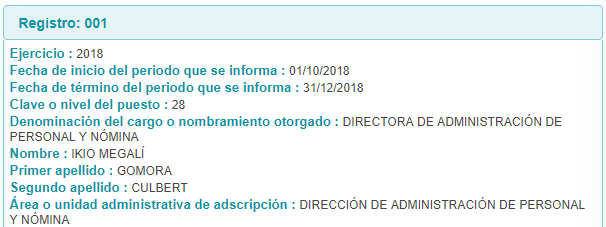 Registro: 001
Ejercicio : 2018
Fecha de inicio del periodo que se informa : 01/10/2018
Fecha de término del periodo que se informa : 31/12/2018
Clave o nivel del puesto : 28
Denominación del cargo o nombramiento otorgado : DIRECTORA DE ADMINISTRACIÓN DE
PERSONAL Y NÓMINA
Nombre : IKIO MEGALÍ
Primer apellido : GOMORA
Segundo apellido : CULBERT
Área o unidad administrativa de adscripción : DIRECCIÓN DE ADMINISTRACIÓN DE PERSONAL
Y NÓMINA